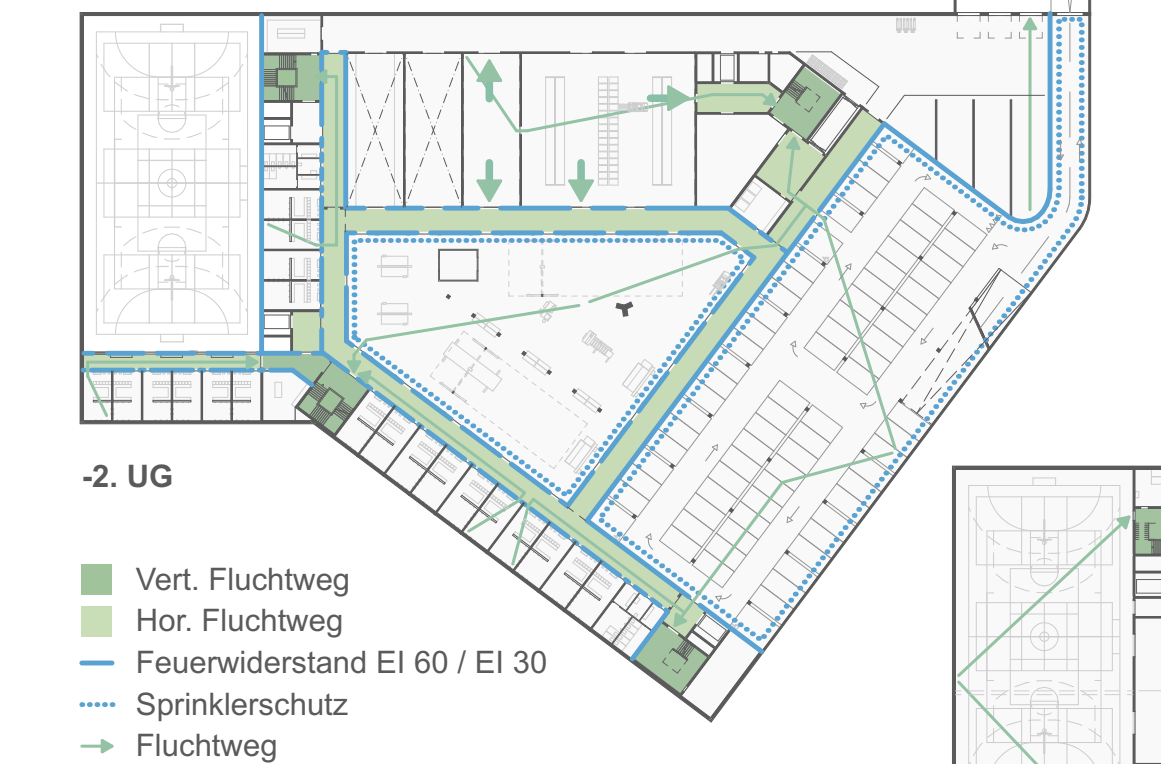 -2. UG
Vert. Fluchtweg
Hor. Fluchtweg
Feuerwiderstand EI 60 / EI 30
Sprinklerschutz
Fluchtweg